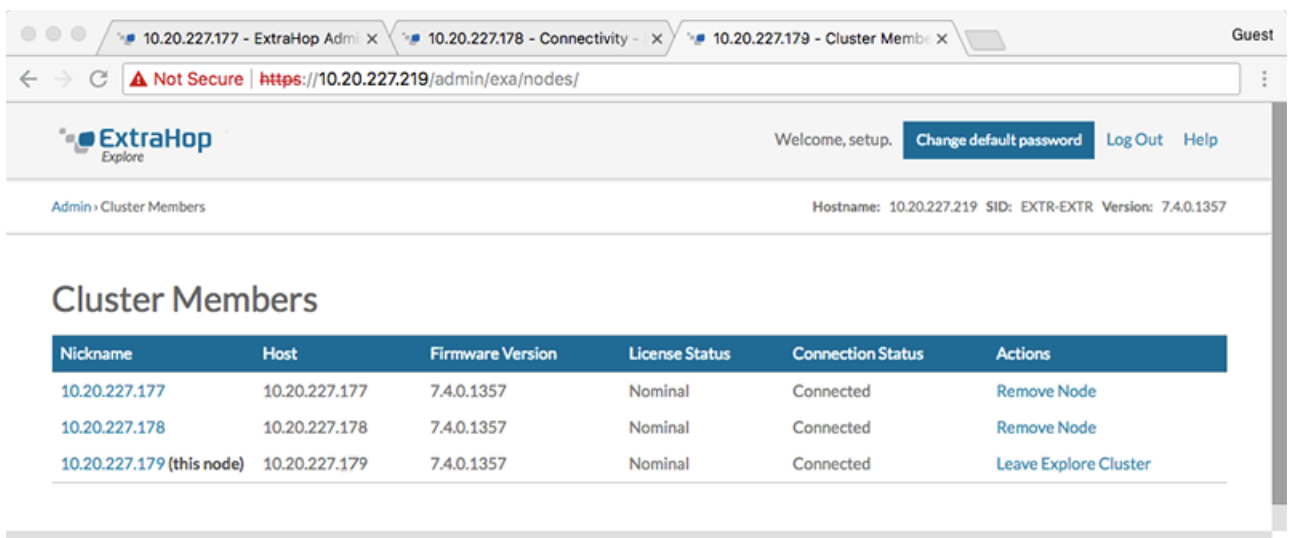 10.20.227.177 - ExtraHop Admi 10.20.227.178 - Connectivity - 10.20.227.179 - Cluster Membe Guest
Not Secure https://10.20.227.219/admin/exa/nodes/
ExtraHop
Explore
Welcome, setup. Change default password Log Out Help
Admin › Cluster Members Hostname: 10.20.227.219 SID: EXTR-EXTR Version: 7.4.0.1357
Cluster Members
Nickname Host Firmware Version License Status Connection Status Actions
10.20.227.177 10.20.227.177 7.4.0.1357 Nominal Connected Remove Node
10.20.227.178 10.20.227.178 7.4.0.1357 Nominal Connected Remove Node
10.20.227.179 (this node) 10.20.227.179 7.4.0.1357 Nominal Connected Leave Explore Cluster